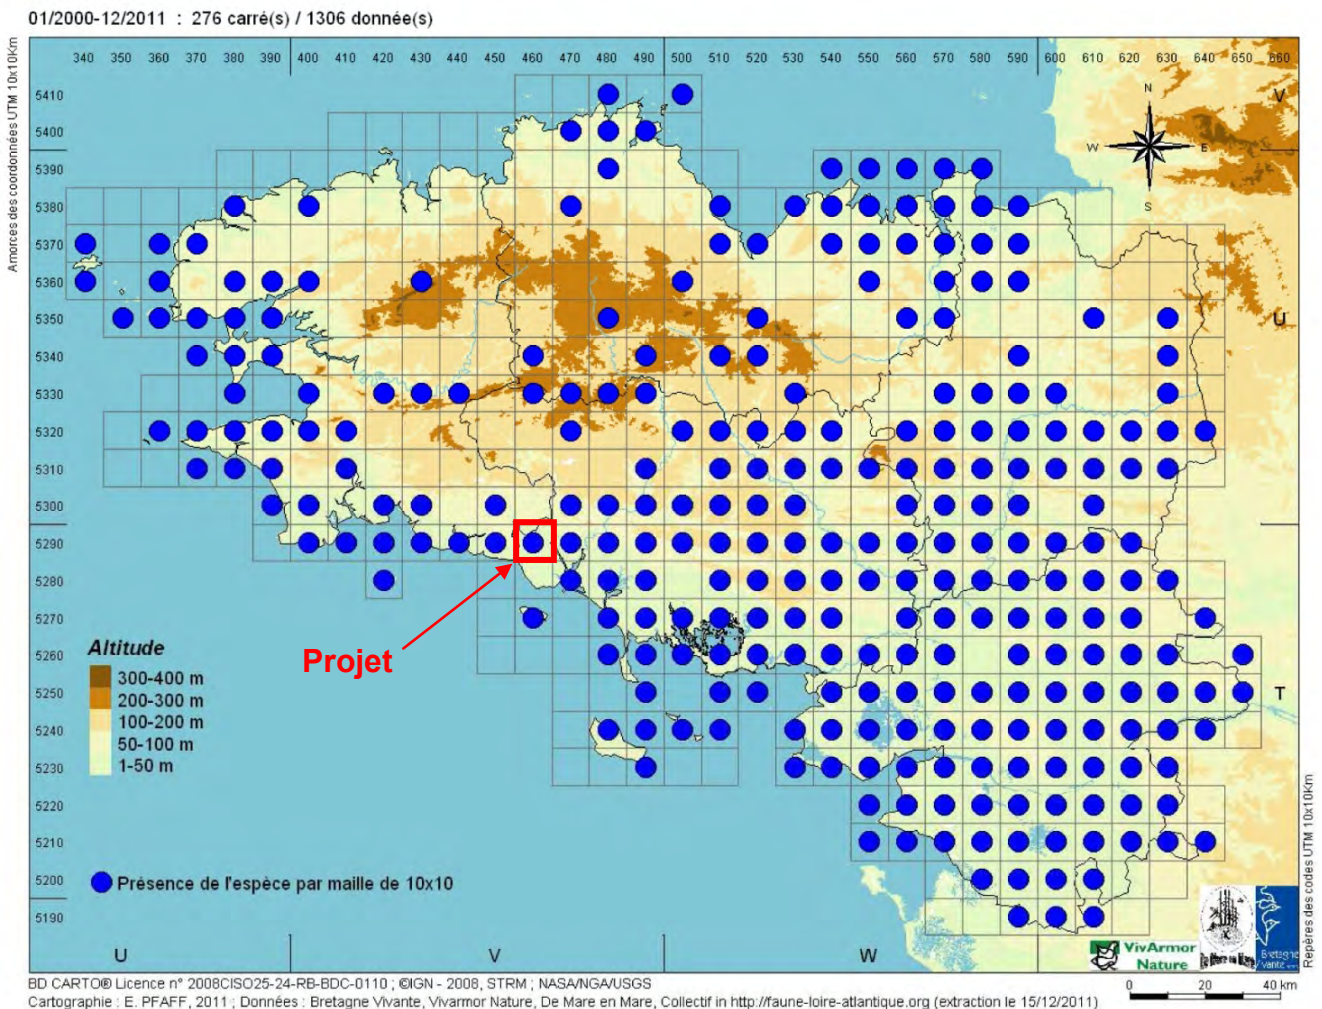 01/2000-12/2011 : 276 carré(s) / 1306 donnée(s)
Amorces des coordonnées UTM 10x10Km
340 350 360 370 380 390 400 410 420 430 440 450 460 470 480 490 500 510 520 530 540 550 560 570 580 590 600 610 620 630 640 650 660
5410
5400
5390
5380
5370
5360
5350
5340
5330
5320
5310
5300
5290
5280
5270
5260
5250
5240
5230
5220
5210
5200
5190
N
W E
S
V
U
T
Projet
Altitude
300-400 m
200-300 m
100-200 m
50-100 m
1-50 m
Présence de l'espèce par maille de 10x10
U V W
Repères des codes UTM 10x10Km
VivArmor
Nature
De Mare en Mare
Bretagne
Vivante
BD CARTO® Licence n° 2008CISO25-24-RB-BDC-0110 ; ©IGN - 2008, STRM ; NASA/NGA/USGS
Cartographie : E. PFAFF, 2011 ; Données : Bretagne Vivante, Vivarmor Nature, De Mare en Mare, Collectif in http://faune-loire-atlantique.org (extraction le 15/12/2011)
0 20 40 km